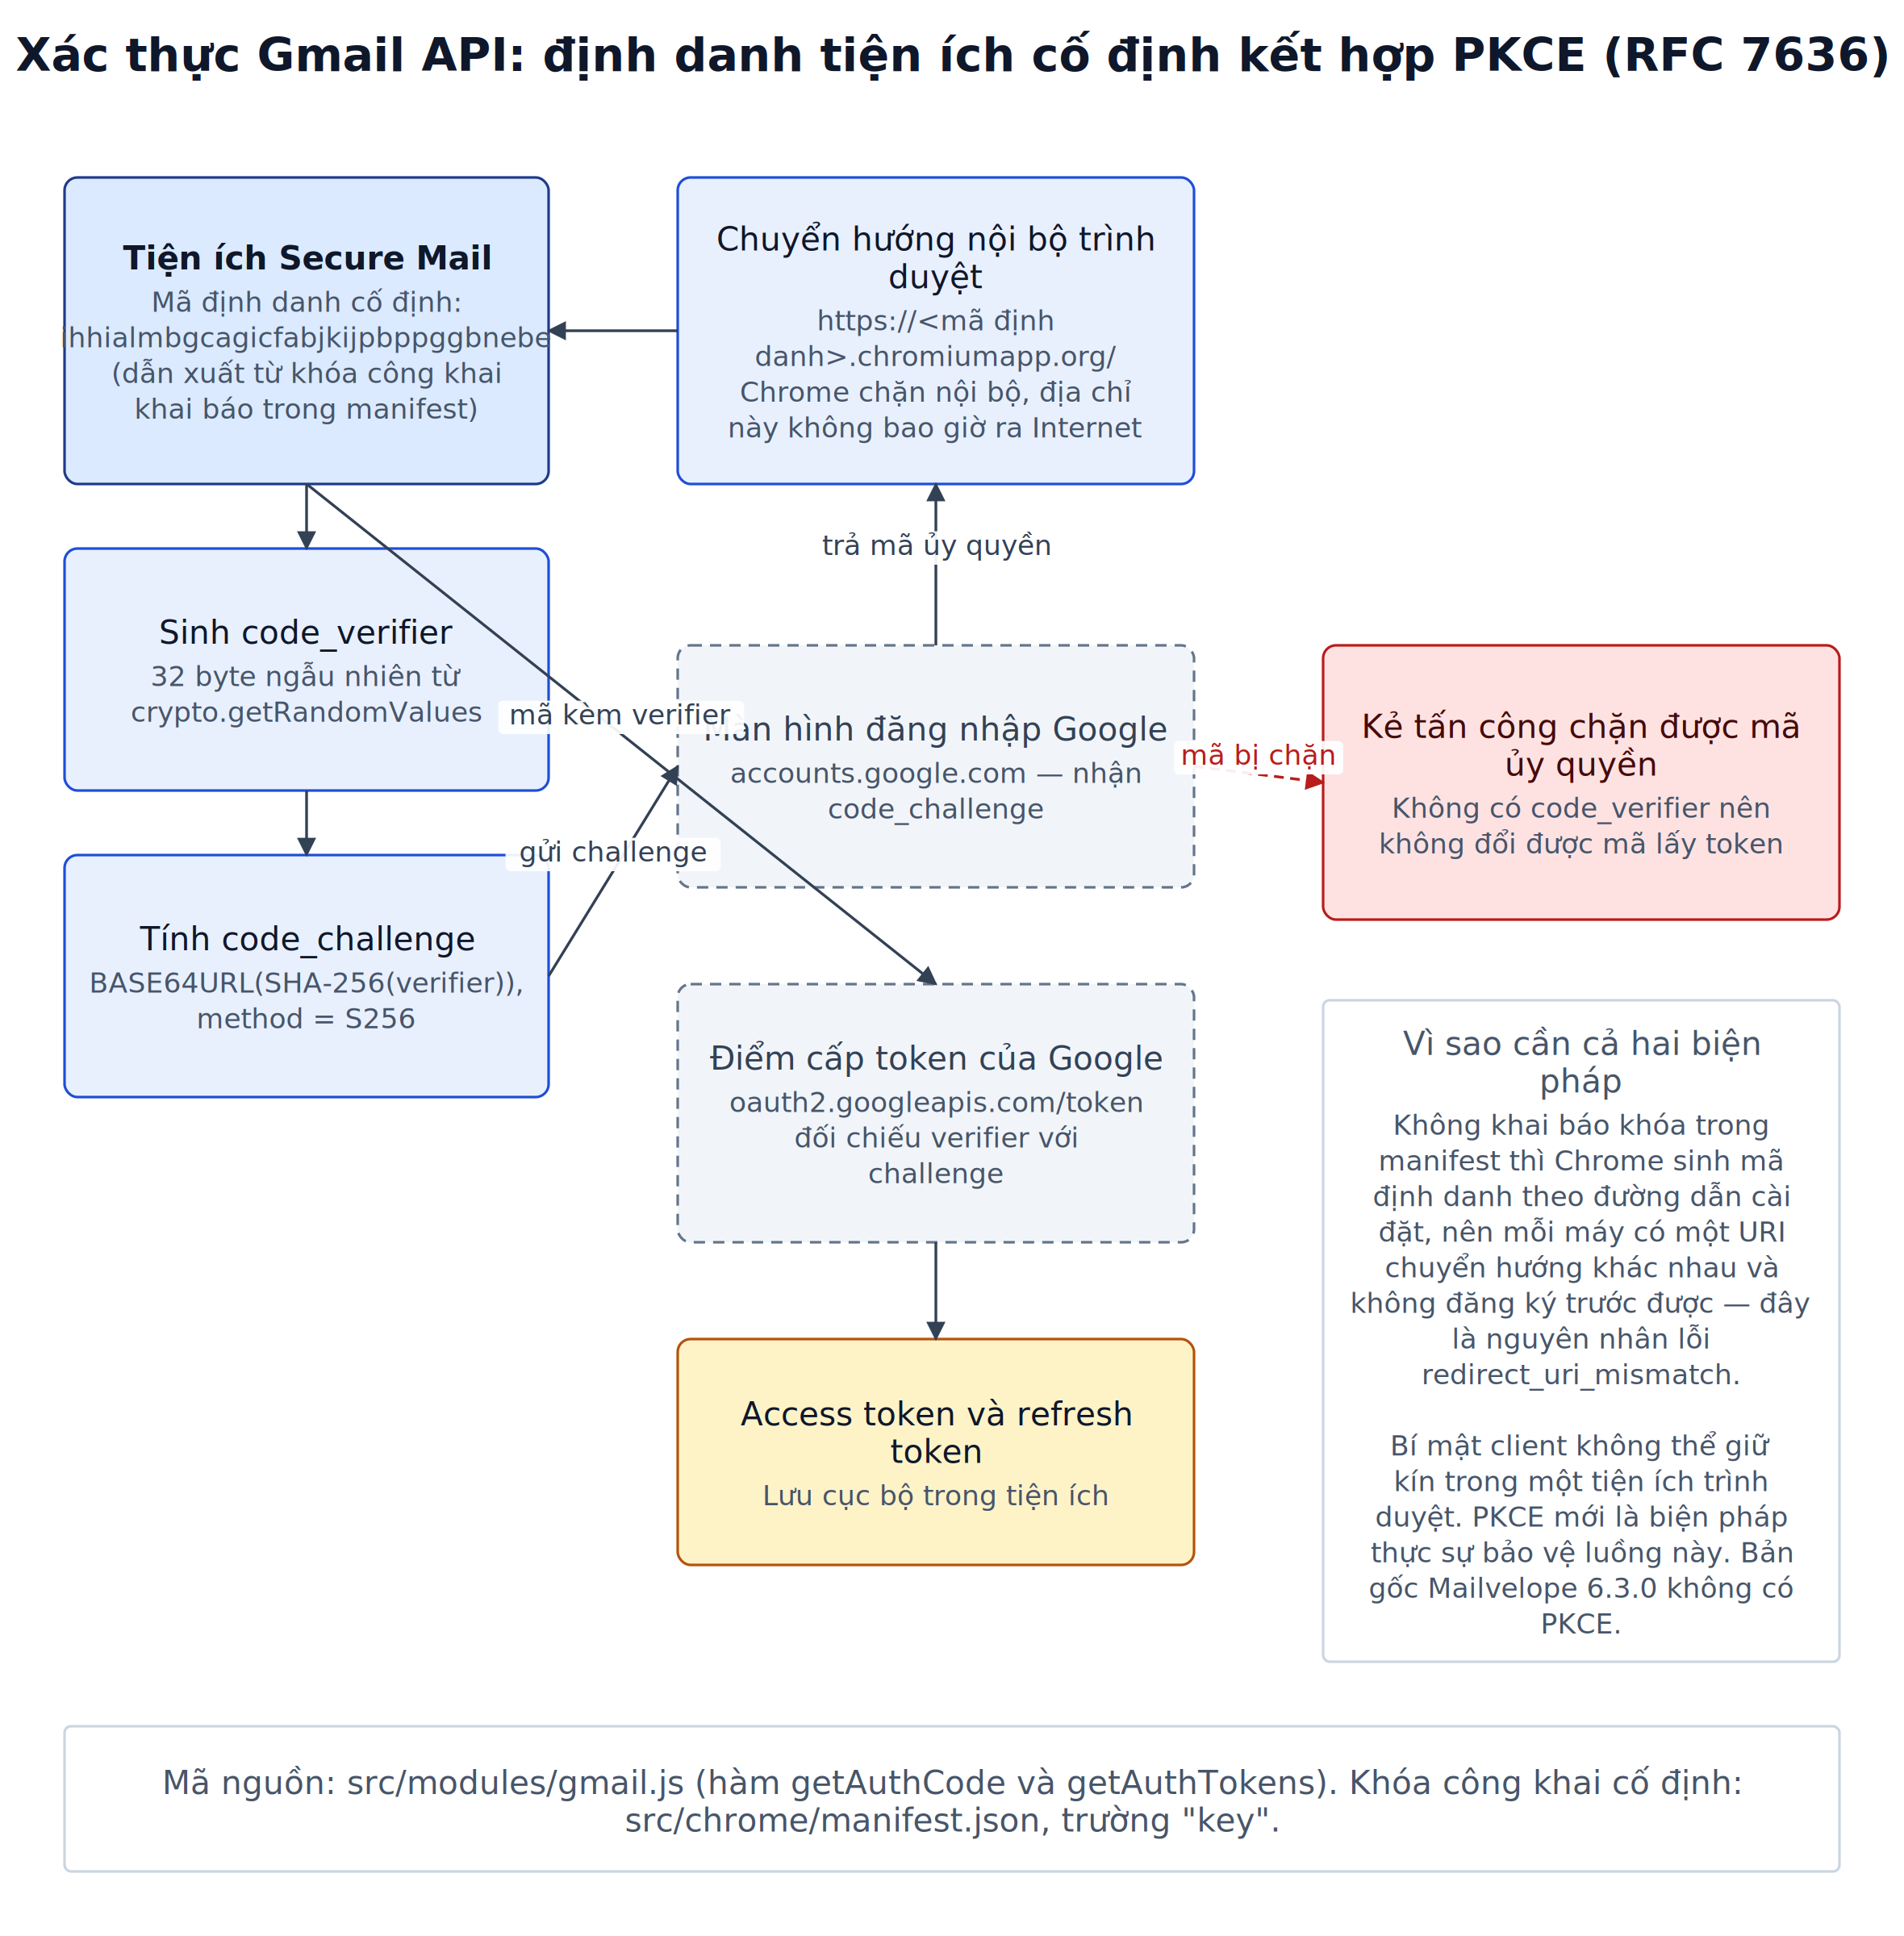 Xác thực Gmail API: định danh tiện ích cố định kết hợp PKCE (RFC 7636)
Tiện ích Secure Mail
Mã định danh cố định:
ihhialmbgcagicfabjkijpbppggbnebe
(dẫn xuất từ khóa công khai
khai báo trong manifest)
Chuyển hướng nội bộ trình
duyệt
https://<mã định
danh>.chromiumapp.org/
Chrome chặn nội bộ, địa chỉ
này không bao giờ ra Internet
trả mã ủy quyền
Sinh code_verifier
32 byte ngẫu nhiên từ
crypto.getRandomValues
mã kèm verifier
Màn hình đăng nhập Google
accounts.google.com — nhận
code_challenge
mã bị chặn
Kẻ tấn công chặn được mã
ủy quyền
Không có code_verifier nên
không đổi được mã lấy token
gửi challenge
Tính code_challenge
BASE64URL(SHA-256(verifier)),
method = S256
Điểm cấp token của Google
oauth2.googleapis.com/token
đối chiếu verifier với
challenge
Access token và refresh
token
Lưu cục bộ trong tiện ích
Vì sao cần cả hai biện
pháp
Không khai báo khóa trong
manifest thì Chrome sinh mã
định danh theo đường dẫn cài
đặt, nên mỗi máy có một URI
chuyển hướng khác nhau và
không đăng ký trước được — đây
là nguyên nhân lỗi
redirect_uri_mismatch.
Bí mật client không thể giữ
kín trong một tiện ích trình
duyệt. PKCE mới là biện pháp
thực sự bảo vệ luồng này. Bản
gốc Mailvelope 6.3.0 không có
PKCE.
Mã nguồn: src/modules/gmail.js (hàm getAuthCode và getAuthTokens). Khóa công khai cố định:
src/chrome/manifest.json, trường "key".